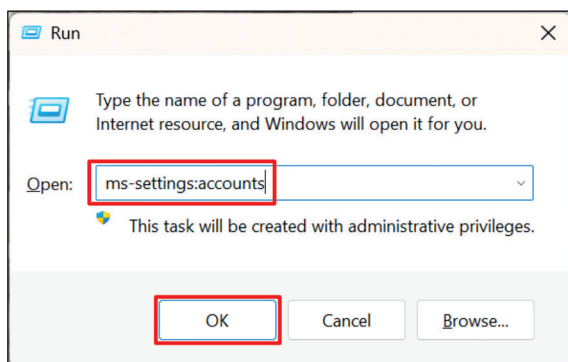 Run
Type the name of a program, folder, document, or
Internet resource, and Windows will open it for you.
Open: ms-settings:accounts
This task will be created with administrative privileges.
OK Cancel Browse...